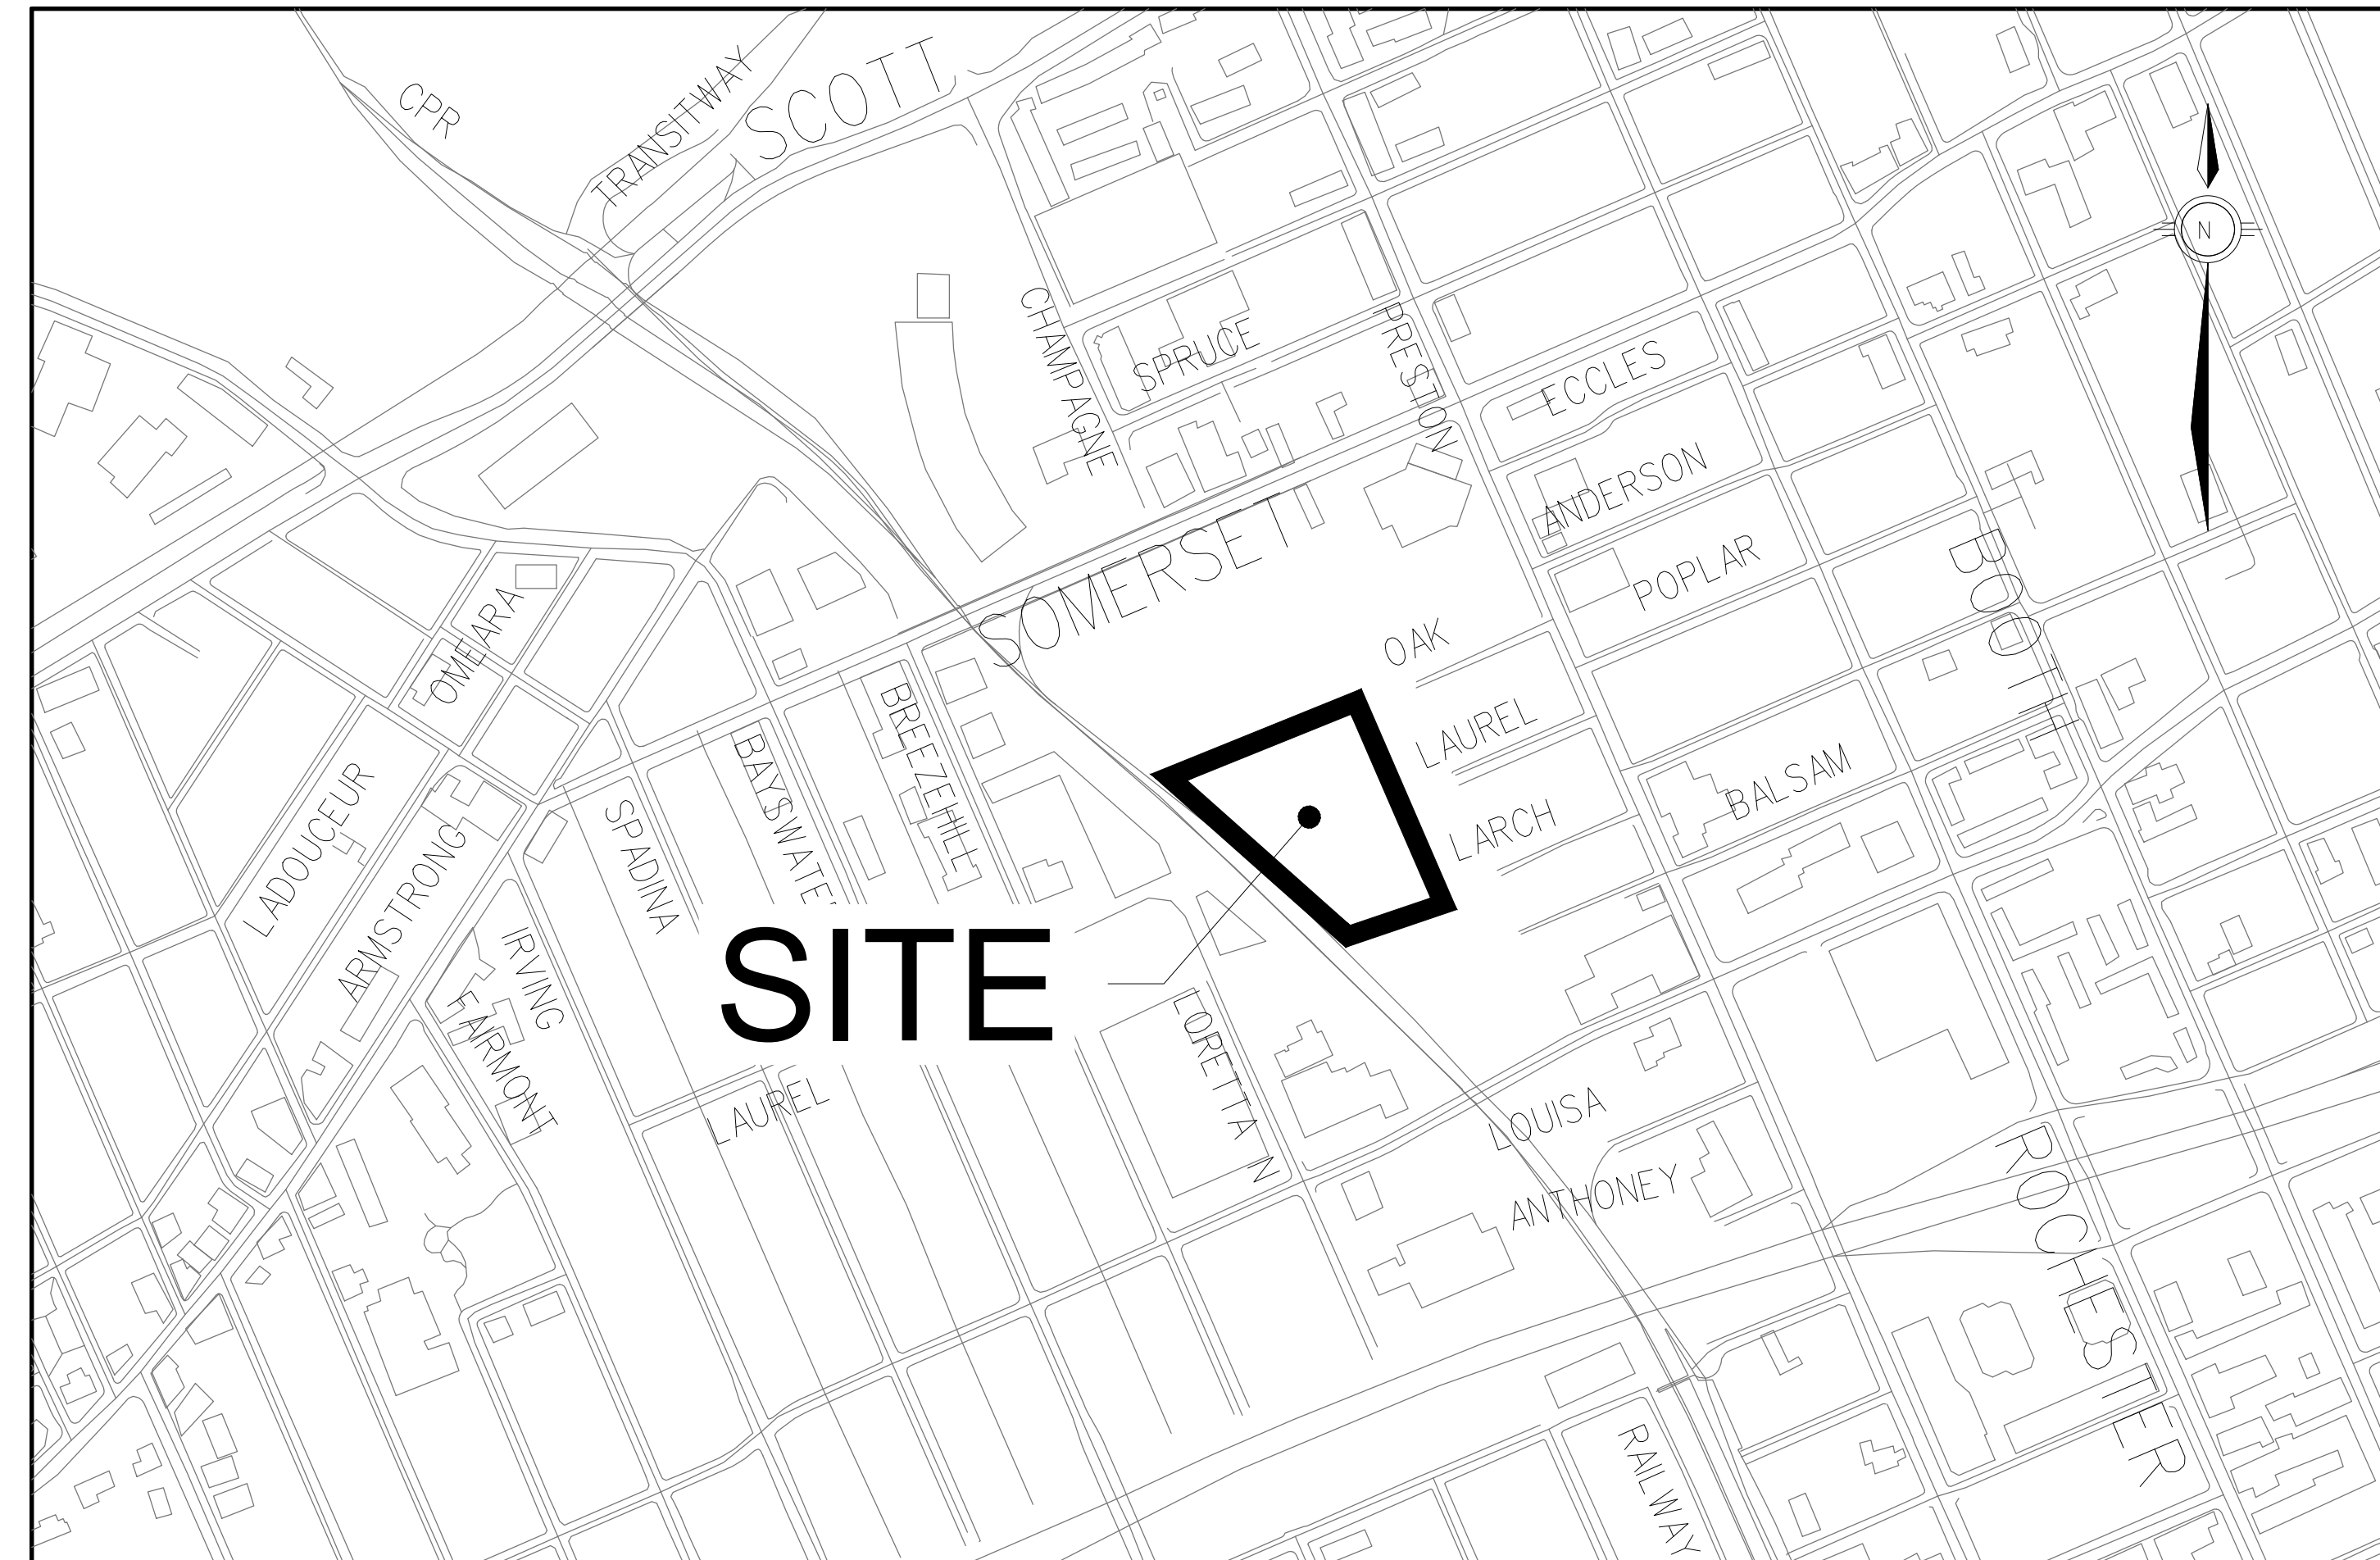 CPR
TRANSITWAY
SCOTT
N
CHAMPAGNE
SPRUCE
PRESTON
ECCLES
ANDERSON
SOMERSET
POPLAR
BOOTH
OMEARA
OAK
BREEZEHILL
LAUREL
BAYSWATER
BALSAM
LADOUCEUR
SPADINA
LARCH
ARMSTRONG
SITE
IRVING
FARMONT
LORETTA N
LAUREL
LOUISA
ANTHONEY
ROCHESTER
RAILWAY